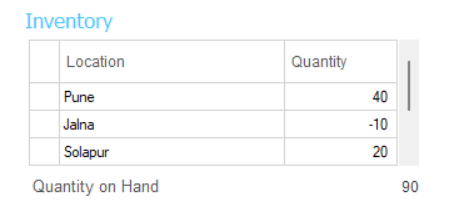 Inventory
Location Quantity
Pune 40
Jalna -10
Solapur 20
Quantity on Hand 90